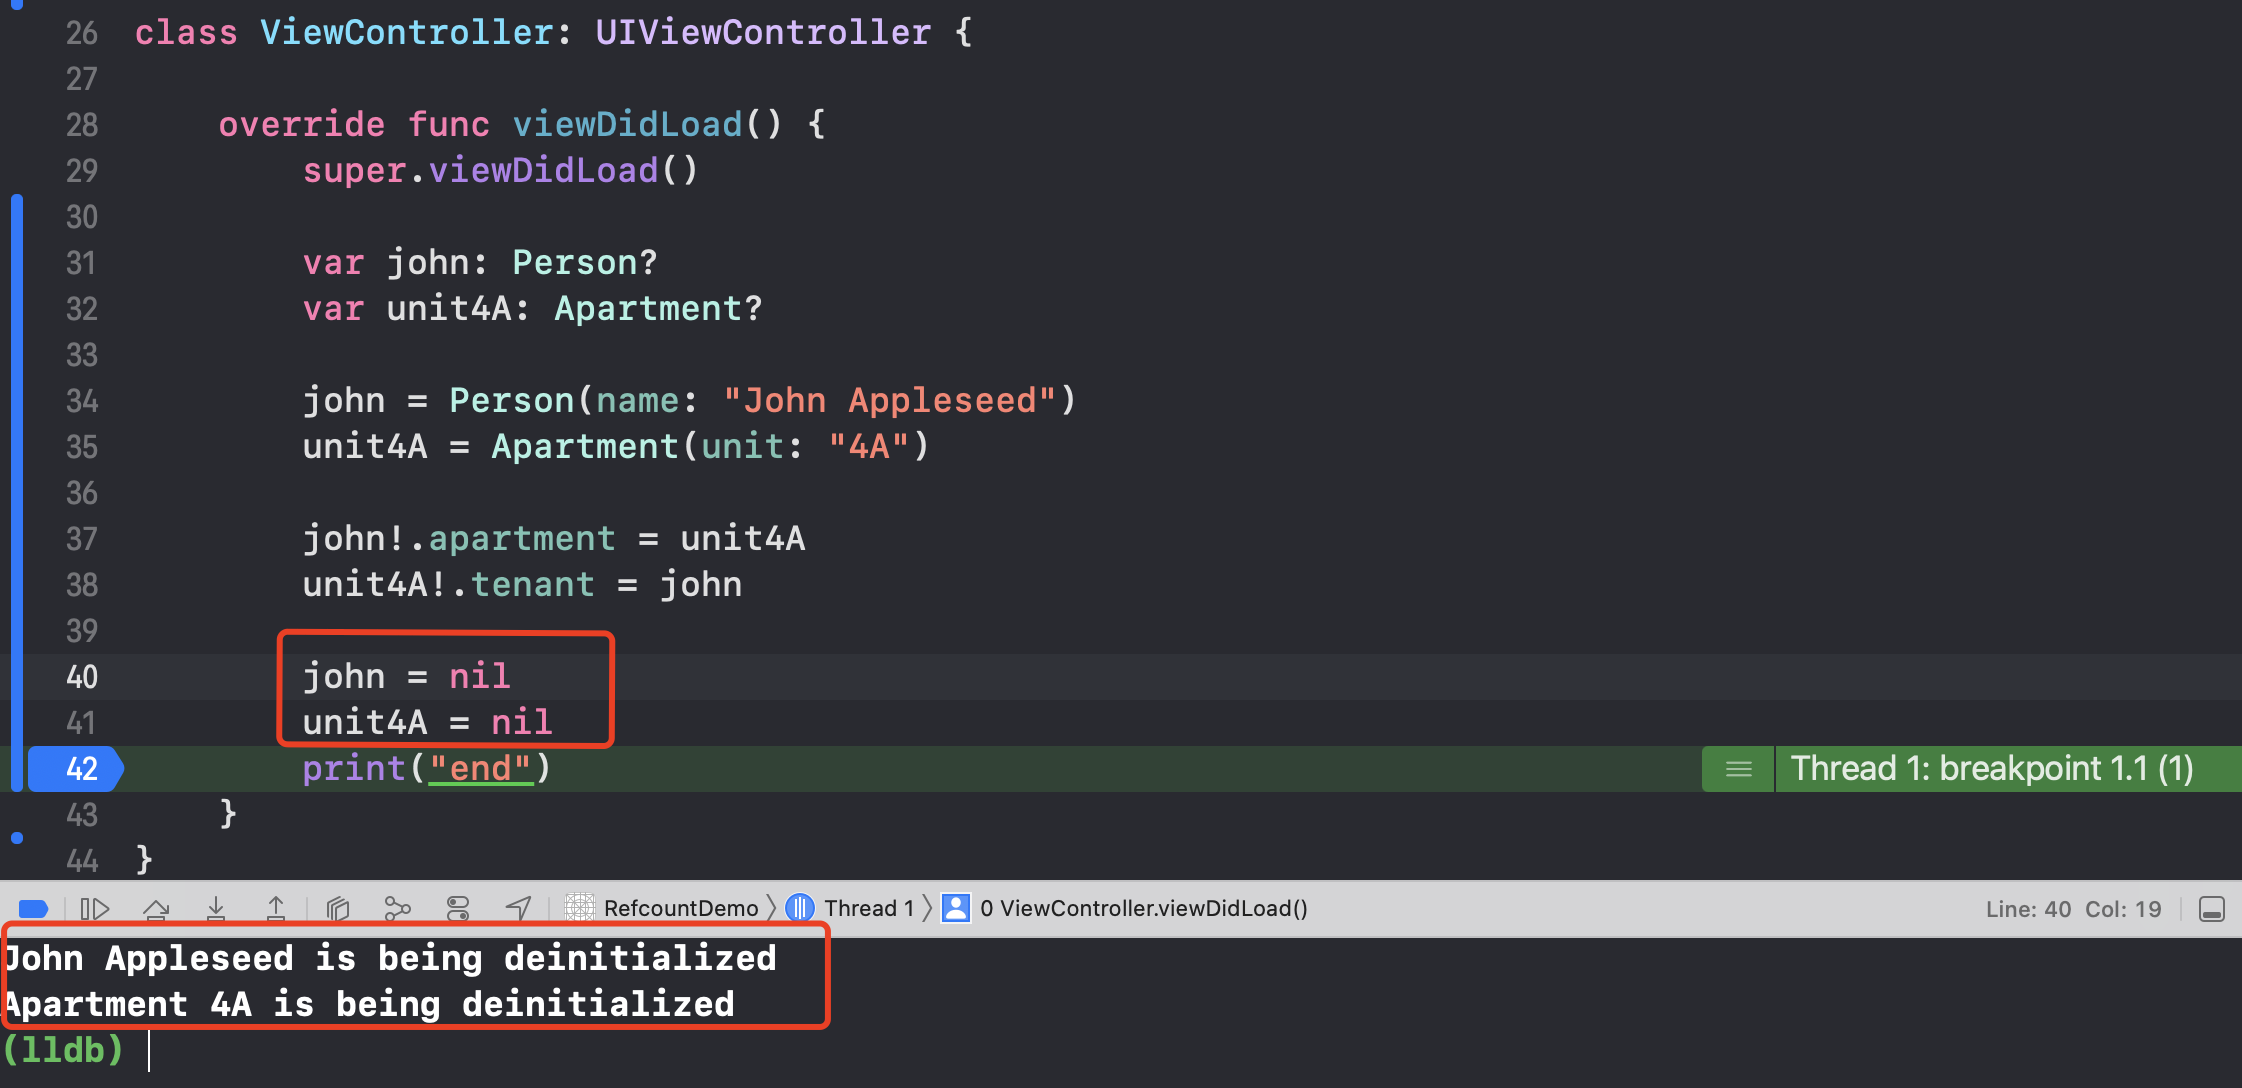 26 class ViewController: UIViewController {
27
28 override func viewDidLoad() {
29 super.viewDidLoad()
30
31 var john: Person?
32 var unit4A: Apartment?
33
34 john = Person(name: "John Appleseed")
35 unit4A = Apartment(unit: "4A")
36
37 john!.apartment = unit4A
38 unit4A!.tenant = john
39
40 john = nil
41 unit4A = nil
42 print("end") Thread 1: breakpoint 1.1 (1)
43 }
44 }
RefcountDemo Thread 1 0 ViewController.viewDidLoad() Line: 40 Col: 19
John Appleseed is being deinitialized
Apartment 4A is being deinitialized
(lldb)